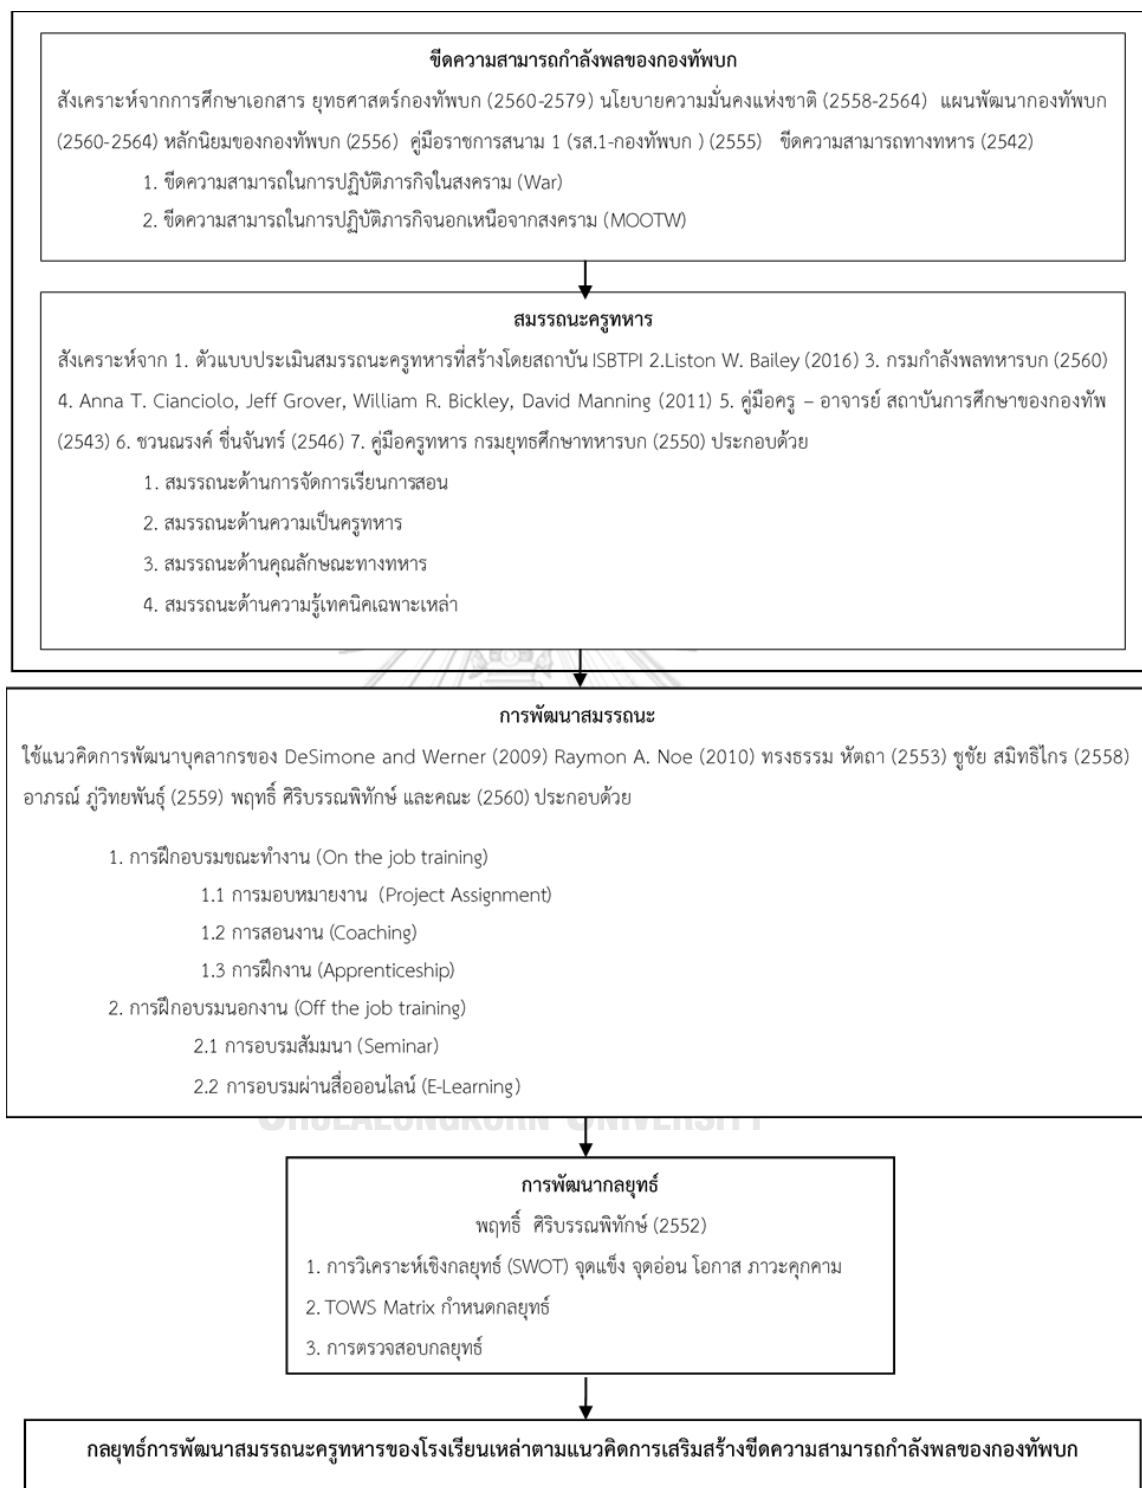 ขีดความสามารถกำลังพลของกองทัพบก
สังเคราะห์จากการศึกษาเอกสาร ยุทธศาสตร์กองทัพบก (2560-2579) นโยบายความมั่นคงแห่งชาติ (2558-2564) แผนพัฒนากองทัพบก
(2560-2564) หลักนิยมของกองทัพบก (2556) คู่มือราชการสนาม 1 (รส.1-กองทัพบก ) (2555) ขีดความสามารถทางทหาร (2542)
1. ขีดความสามารถในการปฏิบัติภารกิจในสงคราม (War)
2. ขีดความสามารถในการปฏิบัติภารกิจนอกเหนือจากสงคราม (MOOTW)
สมรรถนะครูทหาร
สังเคราะห์จาก 1. ตัวแบบประเมินสมรรถนะครูทหารที่สร้างโดยสถาบัน ISBTPI 2.Liston W. Bailey (2016) 3. กรมกำลังพลทหารบก (2560)
4. Anna T. Cianciolo, Jeff Grover, William R. Bickley, David Manning (2011) 5. คู่มือครู – อาจารย์ สถาบันการศึกษาของกองทัพ
(2543) 6. ชวนณรงค์ ชื่นจันทร์ (2546) 7. คู่มือครูทหาร กรมยุทธศึกษาทหารบก (2550) ประกอบด้วย
1. สมรรถนะด้านการจัดการเรียนการสอน
2. สมรรถนะด้านความเป็นครูทหาร
3. สมรรถนะด้านคุณลักษณะทางทหาร
4. สมรรถนะด้านความรู้เทคนิคเฉพาะเหล่า
การพัฒนาสมรรถนะ
ใช้แนวคิดการพัฒนาบุคลากรของ DeSimone and Werner (2009) Raymon A. Noe (2010) ทรงธรรม หัตถา (2553) ชูชัย สมิทธิไกร (2558)
อาภรณ์ ภู่วิทยพันธุ์ (2559) พฤทธิ์ ศิริบรรณพิทักษ์ และคณะ (2560) ประกอบด้วย
1. การฝึกอบรมขณะทำงาน (On the job training)
1.1 การมอบหมายงาน (Project Assignment)
1.2 การสอนงาน (Coaching)
1.3 การฝึกงาน (Apprenticeship)
2. การฝึกอบรมนอกงาน (Off the job training)
2.1 การอบรมสัมมนา (Seminar)
2.2 การอบรมผ่านสื่อออนไลน์ (E-Learning)
CHULALONGKORN UNIVERSITY
การพัฒนากลยุทธ์
พฤทธิ์ ศิริบรรณพิทักษ์ (2552)
1. การวิเคราะห์เชิงกลยุทธ์ (SWOT) จุดแข็ง จุดอ่อน โอกาส ภาวะคุกคาม
2. TOWS Matrix กำหนดกลยุทธ์
3. การตรวจสอบกลยุทธ์
กลยุทธ์การพัฒนาสมรรถนะครูทหารของโรงเรียนเหล่าตามแนวคิดการเสริมสร้างขีดความสามารถกำลังพลของกองทัพบก